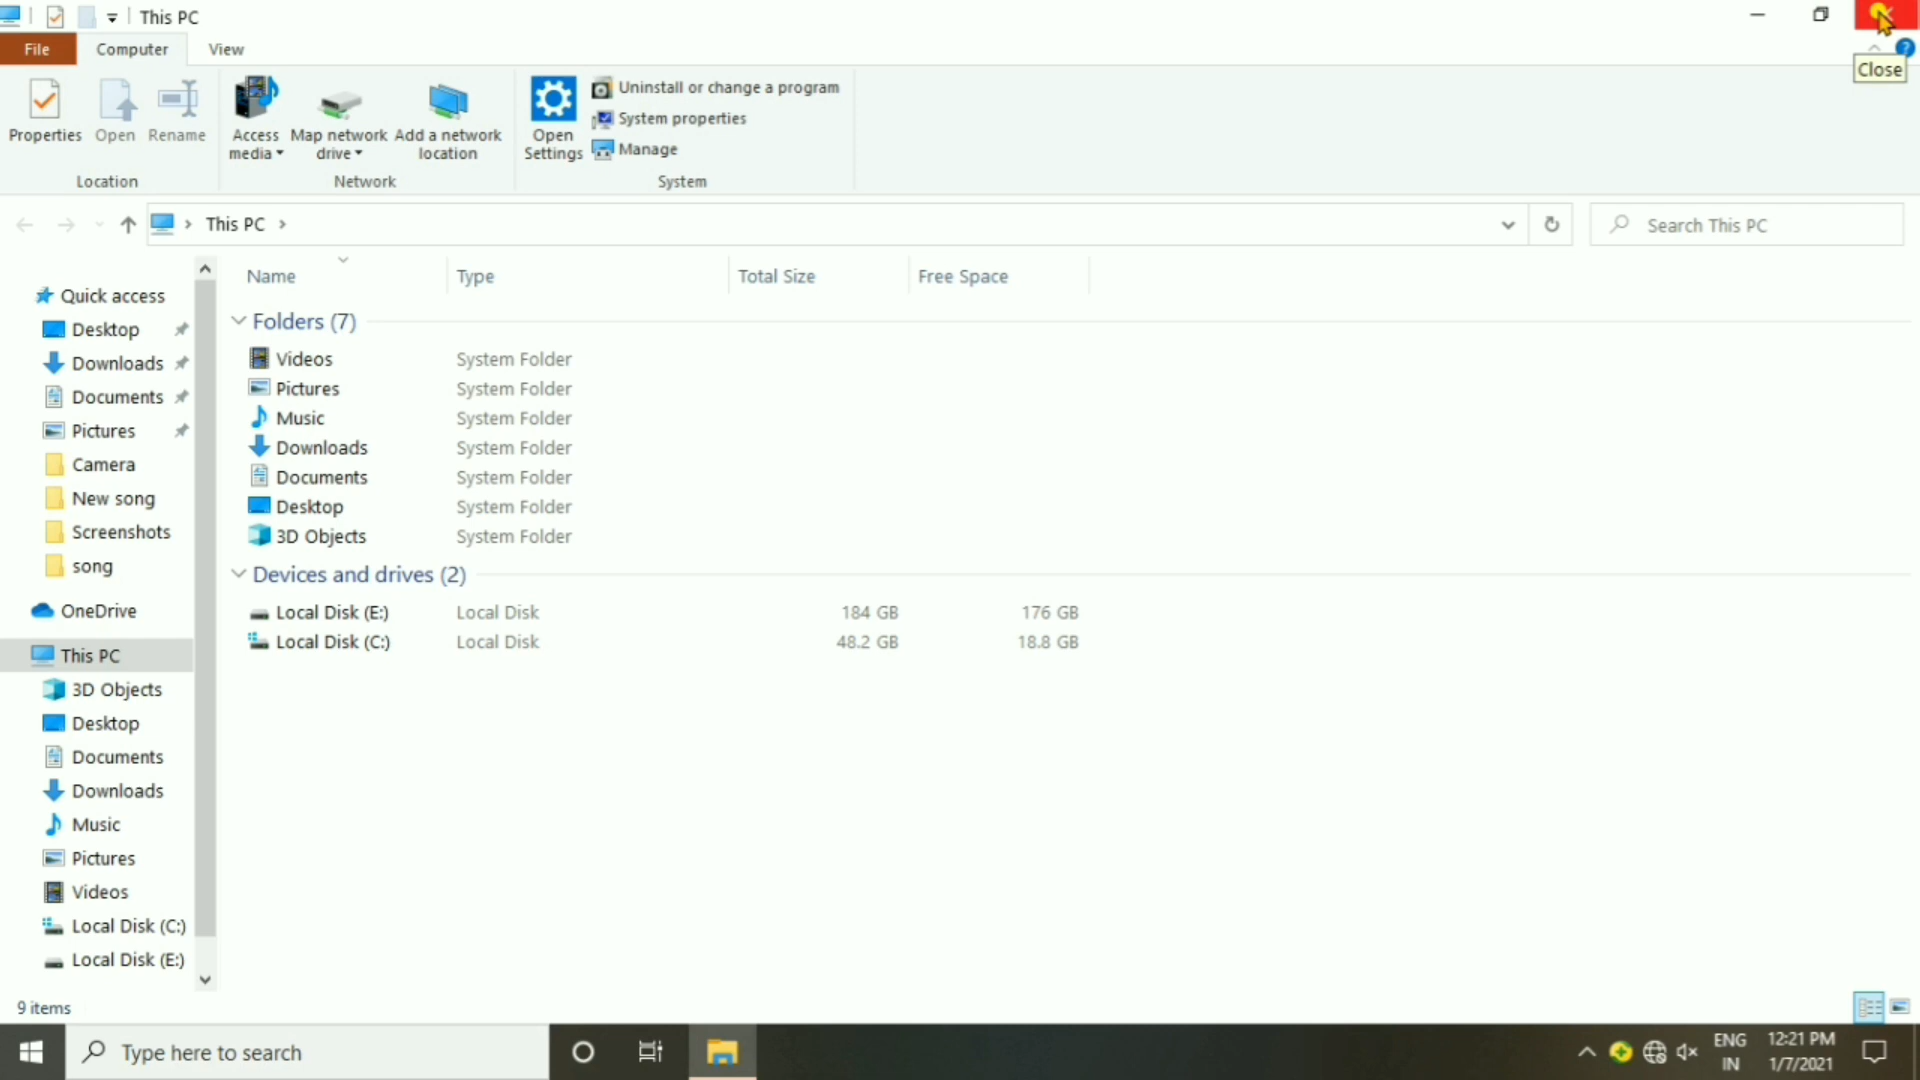 This PC
File Computer View
Close
Properties Open Rename Access media Map network drive Add a network location Open Settings Uninstall or change a program
System properties
Manage
Location Network System
This PC
Search This PC
Name Type Total Size Free Space
Quick access
Desktop
Downloads
Documents
Pictures
Camera
New song
Screenshots
song
OneDrive
This PC
3D Objects
Desktop
Documents
Downloads
Music
Pictures
Videos
Local Disk (C:)
Local Disk (E:)
Folders (7)
Videos System Folder
Pictures System Folder
Music System Folder
Downloads System Folder
Documents System Folder
Desktop System Folder
3D Objects System Folder
Devices and drives (2)
Local Disk (E:) Local Disk 184 GB 176 GB
Local Disk (C:) Local Disk 48.2 GB 18.8 GB
9 items
Type here to search
ENG
IN
12:21 PM
1/7/2021